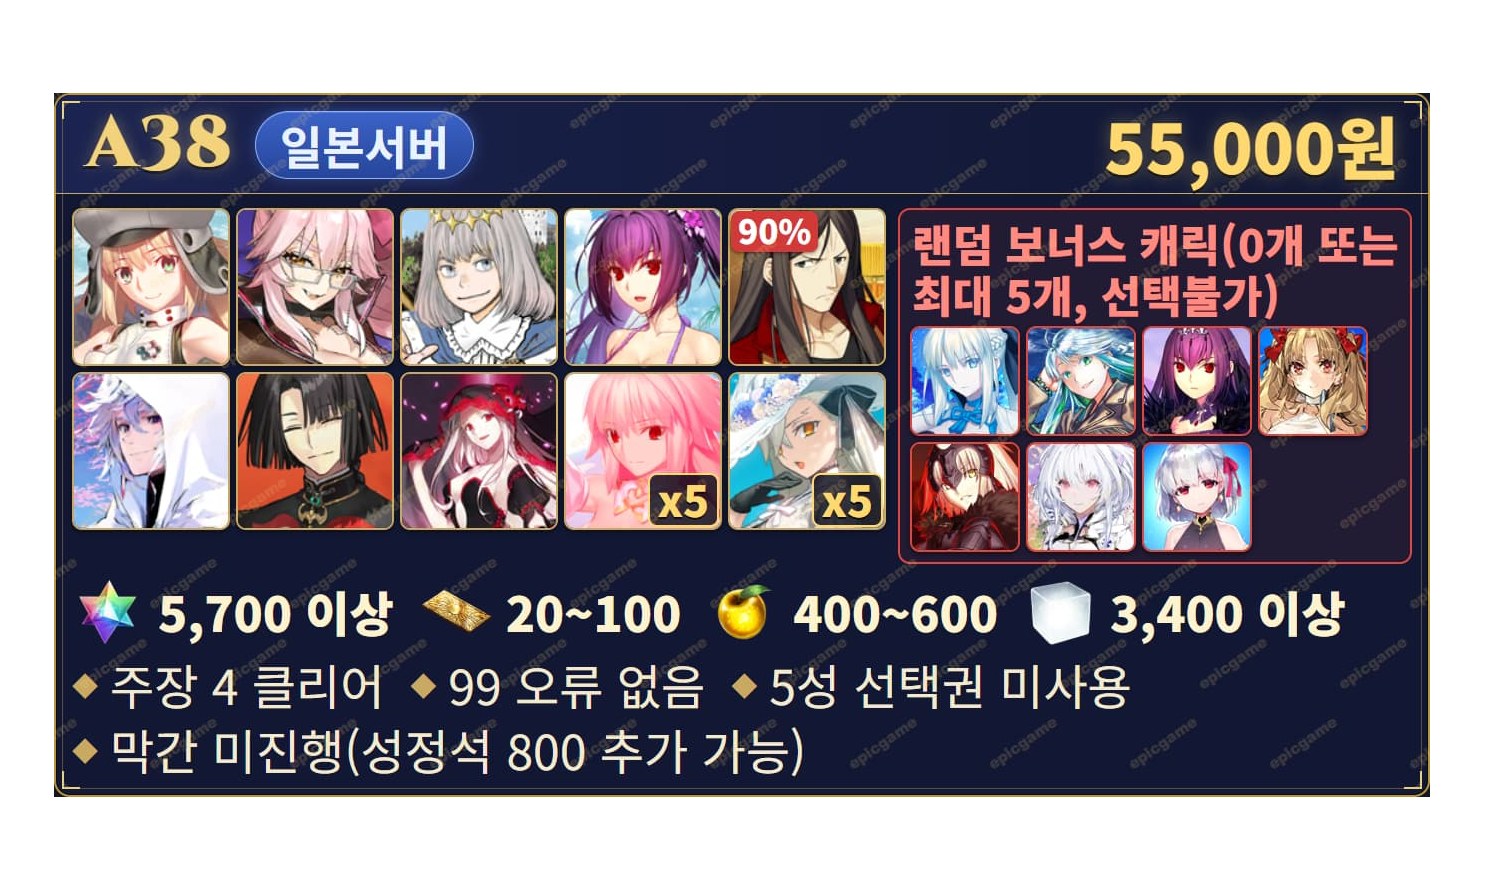 A38 일본서버 55,000원
90%
랜덤 보너스 캐릭(0개 또는
최대 5개, 선택불가)
x5 x5
5,700 이상 20~100 400~600 3,400 이상
◆ 주장 4 클리어 ◆ 99 오류 없음 ◆ 5성 선택권 미사용
◆ 막간 미진행(성정석 800 추가 가능)
epicgame